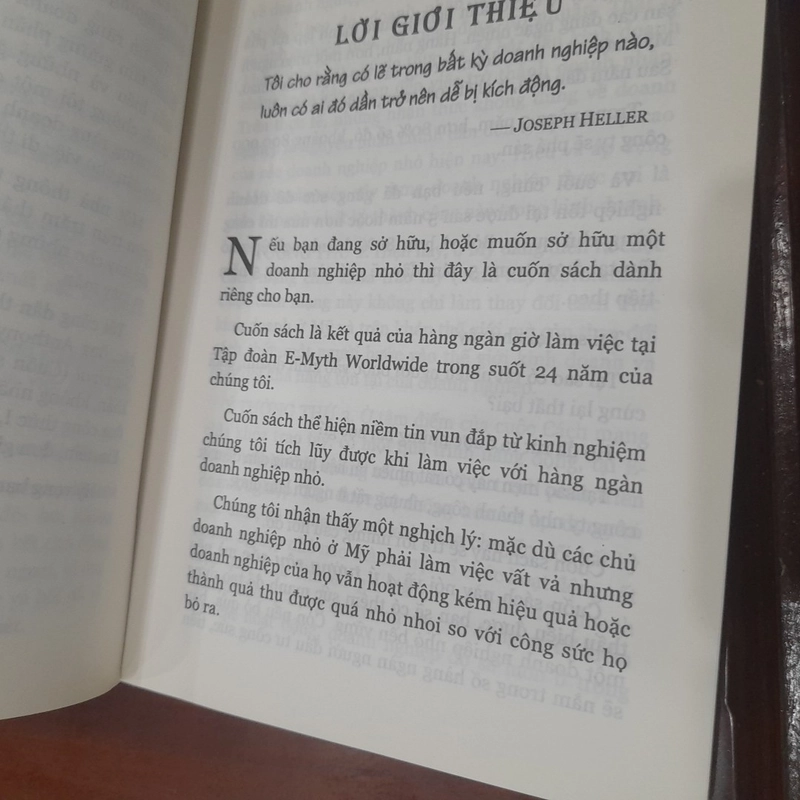 LỜI GIỚI THIỆU
Tôi cho rằng có lẽ trong bất kỳ doanh nghiệp nào,
luôn có ai đó dần trở nên dễ bị kích động.
— JOSEPH HELLER
Nếu bạn đang sở hữu, hoặc muốn sở hữu một
doanh nghiệp nhỏ thì đây là cuốn sách dành
riêng cho bạn.
Cuốn sách là kết quả của hàng ngàn giờ làm việc tại
Tập đoàn E-Myth Worldwide trong suốt 24 năm của
chúng tôi.
Cuốn sách thể hiện niềm tin vun đắp từ kinh nghiệm
chúng tôi tích lũy được khi làm việc với hàng ngàn
doanh nghiệp nhỏ.
Chúng tôi nhận thấy một nghịch lý: mặc dù các chủ
doanh nghiệp nhỏ ở Mỹ phải làm việc vất vả nhưng
doanh nghiệp của họ vẫn hoạt động kém hiệu quả hoặc
thành quả thu được quá nhỏ nhoi so với công sức họ
bỏ ra.